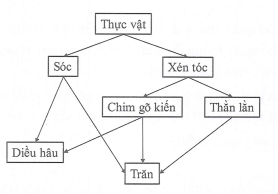 Thực vật
Sóc
Xén tóc
Chim gõ kiến
Thằn lằn
Diều hâu
Trăn